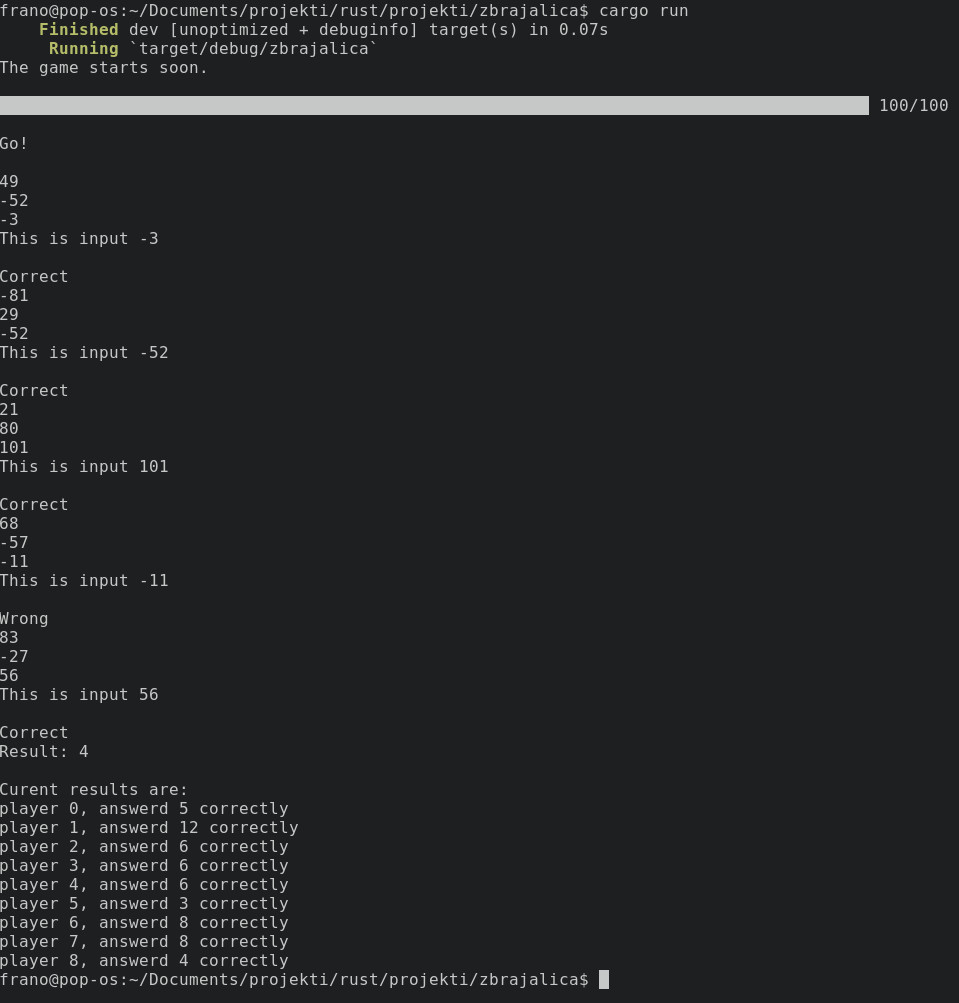 frano@pop-os:~/Documents/projekti/rust/projekti/zbrajalica$ cargo run
Finished dev [unoptimized + debuginfo] target(s) in 0.07s
Running `target/debug/zbrajalica`
The game starts soon.
100/100
Go!
49
-52
-3
This is input -3
Correct
-81
29
-52
This is input -52
Correct
21
80
101
This is input 101
Correct
68
-57
-11
This is input -11
Wrong
83
-27
56
This is input 56
Correct
Result: 4
Curent results are:
player 0, answerd 5 correctly
player 1, answerd 12 correctly
player 2, answerd 6 correctly
player 3, answerd 6 correctly
player 4, answerd 6 correctly
player 5, answerd 3 correctly
player 6, answerd 8 correctly
player 7, answerd 8 correctly
player 8, answerd 4 correctly
frano@pop-os:~/Documents/projekti/rust/projekti/zbrajalica$